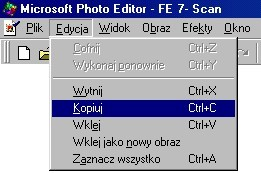 Microsoft Photo Editor - FE 7- Scan
Plik Edycja Widok Obraz Efekty Okno
Cofnij Ctrl+Z
Wykonaj ponownie Ctrl+Y
Wytnij Ctrl+X
Kopiuj Ctrl+C
Wklej Ctrl+V
Wklej jako nowy obraz
Zaznacz wszystko Ctrl+A